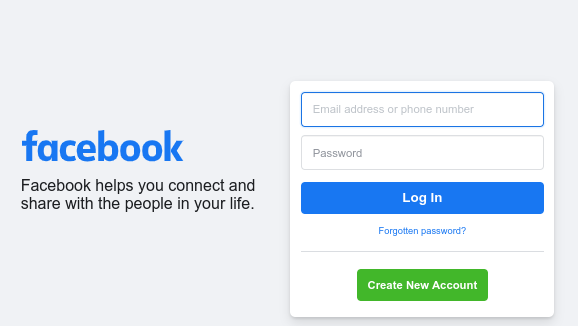 facebook
Facebook helps you connect and
share with the people in your life.
Email address or phone number
Password
Log In
Forgotten password?
Create New Account